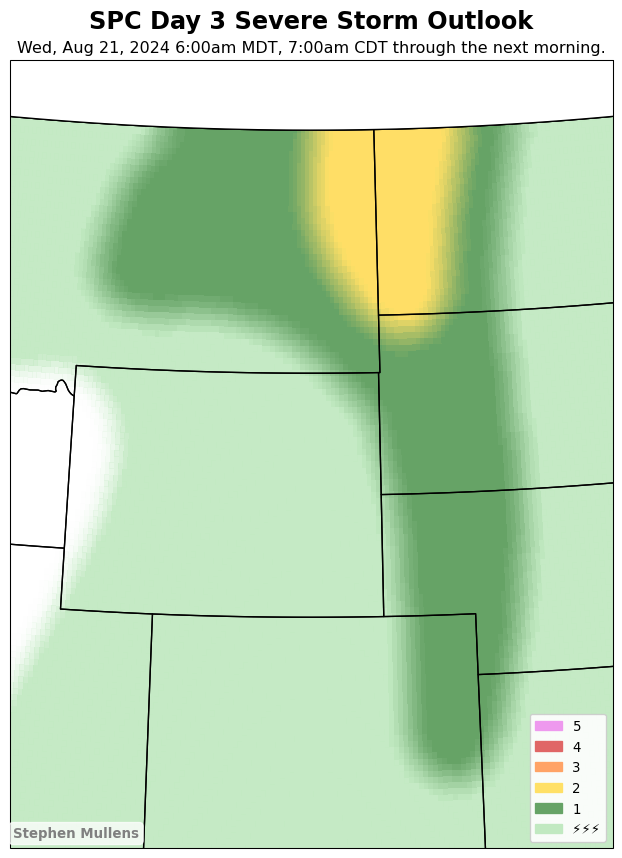 SPC Day 3 Severe Storm Outlook
Wed, Aug 21, 2024 6:00am MDT, 7:00am CDT through the next morning.
5
4
3
2
1
⚡⚡⚡
Stephen Mullens